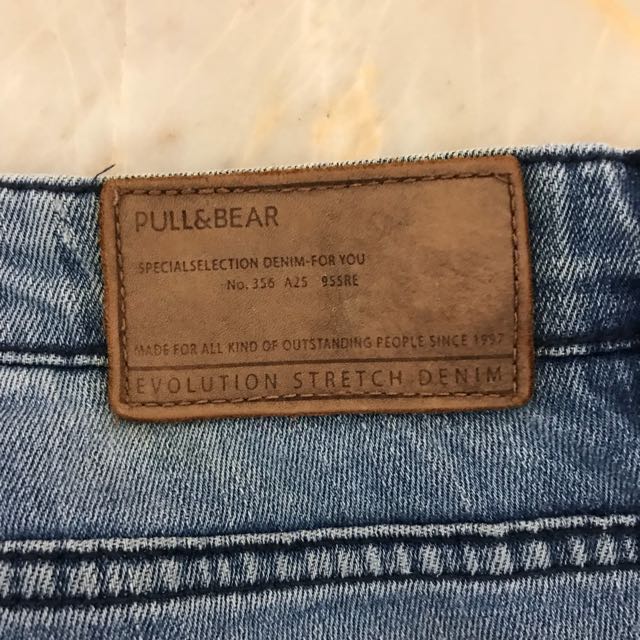 PULL&BEAR
SPECIALSELECTION DENIM-FOR YOU
No. 356 A25 95SRE
MADE FOR ALL KIND OF OUTSTANDING PEOPLE SINCE 1997
EVOLUTION STRETCH DENIM